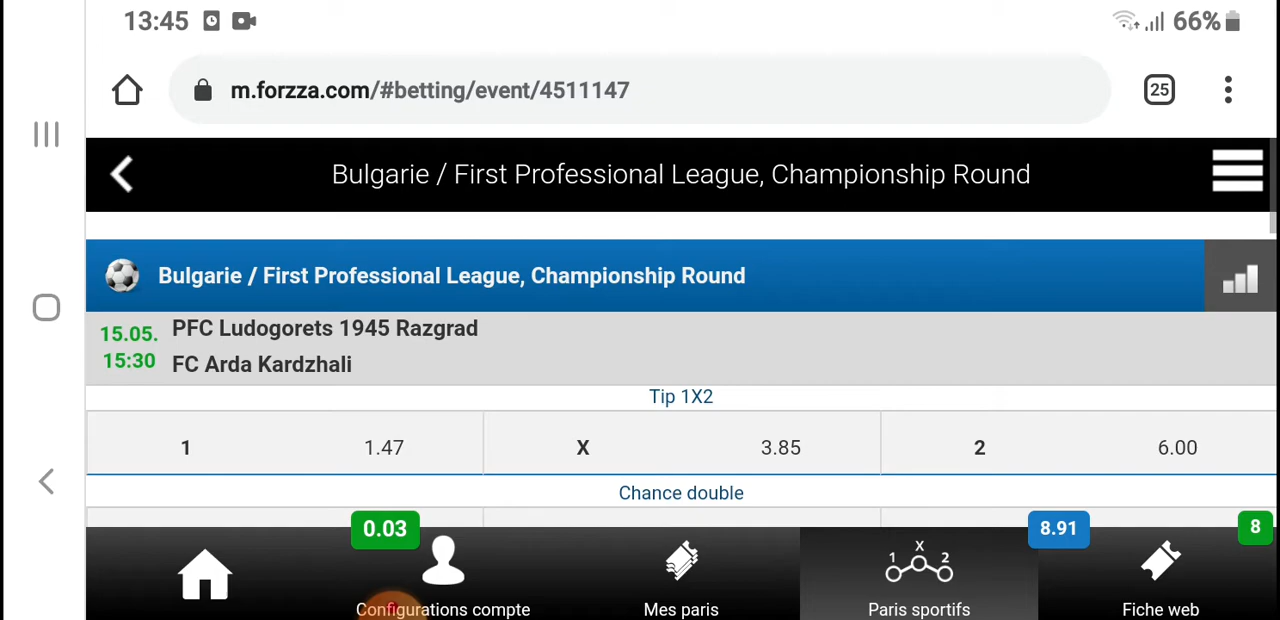 13:45 66%
m.forzza.com/#betting/event/4511147 25
Bulgarie / First Professional League, Championship Round
Bulgarie / First Professional League, Championship Round
15.05. PFC Ludogorets 1945 Razgrad
15:30 FC Arda Kardzhali
Tip 1X2
1 1.47 X 3.85 2 6.00
Chance double
0.03 8.91 8
1 X 2
Configurations compte Mes paris Paris sportifs Fiche web